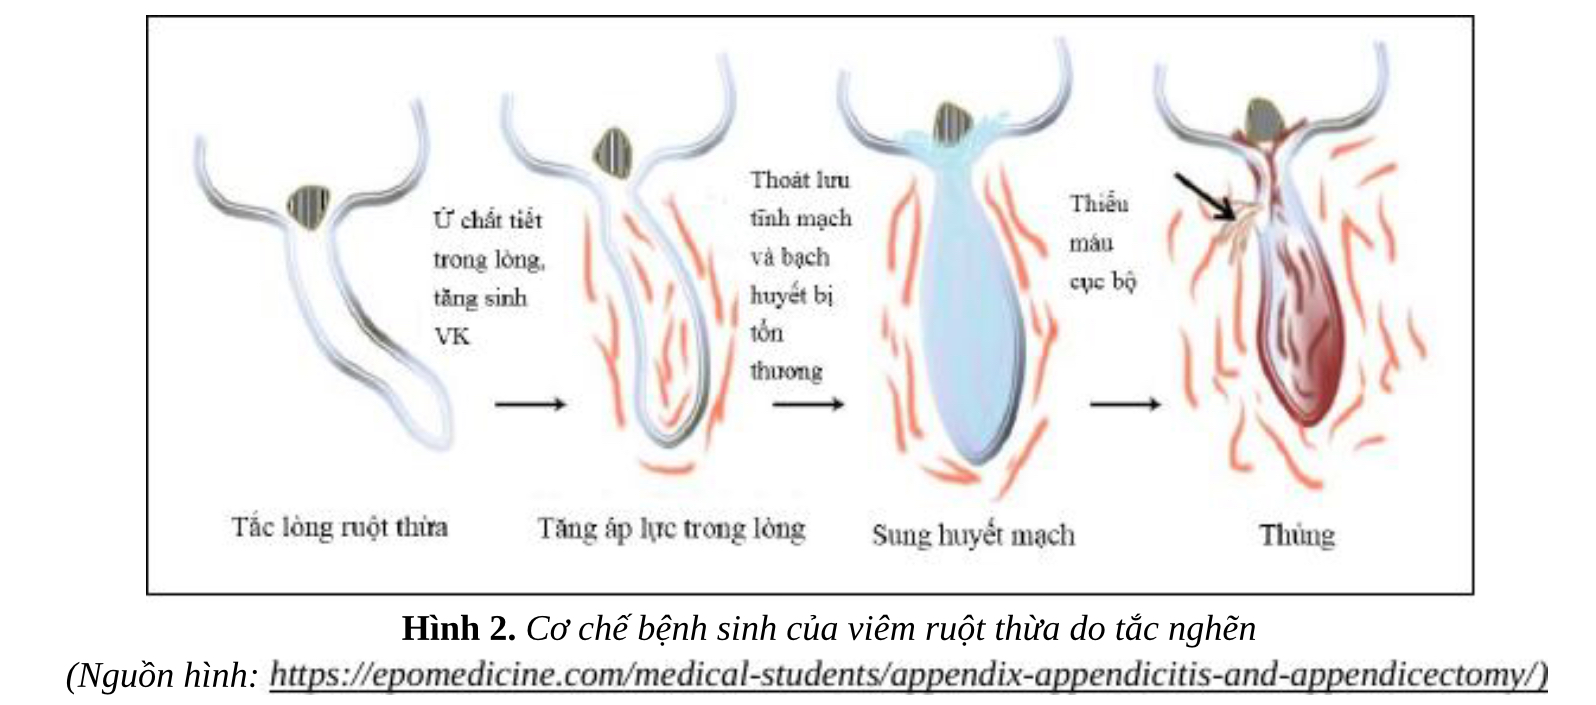 Ứ chất tiết
trong lòng,
tăng sinh
VK
Thoát lưu
tĩnh mạch
và bạch
huyết bị
tổn
thương
Thiếu
máu
cục bộ
Tắc lòng ruột thừa
Tăng áp lực trong lòng
Sung huyết mạch
Thủng
Hình 2. Cơ chế bệnh sinh của viêm ruột thừa do tắc nghẽn
(Nguồn hình: https://epomedicine.com/medical-students/appendix-appendicitis-and-appendicectomy/)